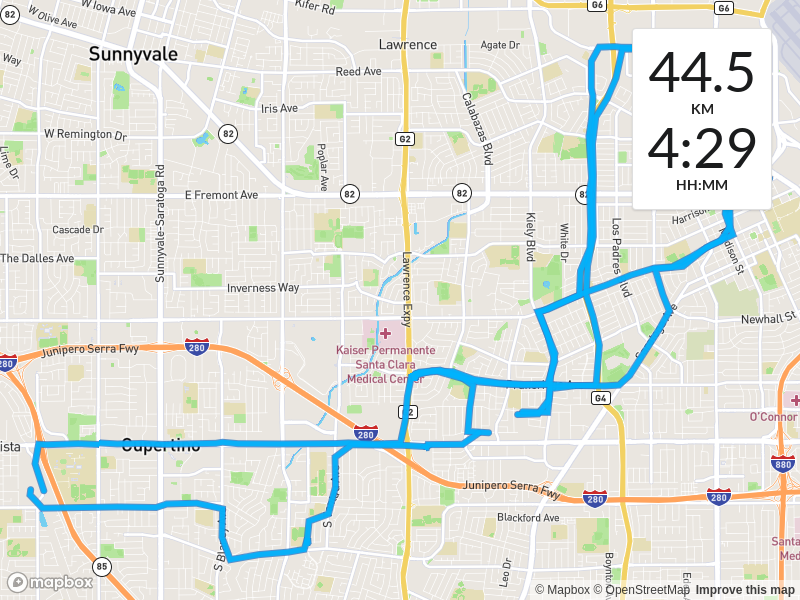 W Iowa Ave
W Olive Ave
82
Kifer Rd
G6
G6
Sunnyvale
Lawrence
Agate Dr
Way
Reed Ave
44.5
KM
4:29
HH:MM
Calabazas Blvd
Iris Ave
W Remington Dr
82
G2
Lime Dr
Poplar Ave
Sunnyvale-Saratoga Rd
E Fremont Ave
82
82
82
Harrison
Cascade Dr
Kiely Blvd
White Dr
Los Padres Blvd
Madison St
The Dalles Ave
Lawrence Expy
Inverness Way
Newhall St
Junipero Serra Fwy
280
280
Kaiser Permanente
Santa Clara
Medical Center
G4
O'Connor
280
Cupertino
ista
880
Junipero Serra Fwy
280
280
Blackford Ave
Santa
Med
85
S Bla
Leo Dr
Boynto
mapbox
© Mapbox © OpenStreetMap Improve this map